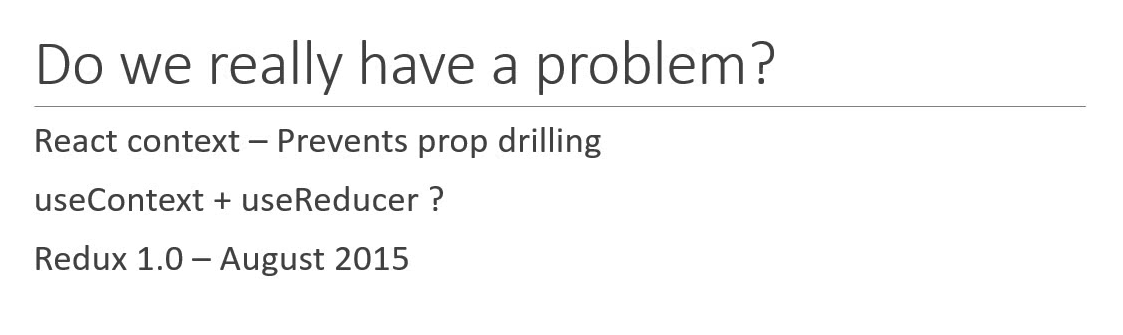 Do we really have a problem?
React context – Prevents prop drilling
useContext + useReducer ?
Redux 1.0 – August 2015